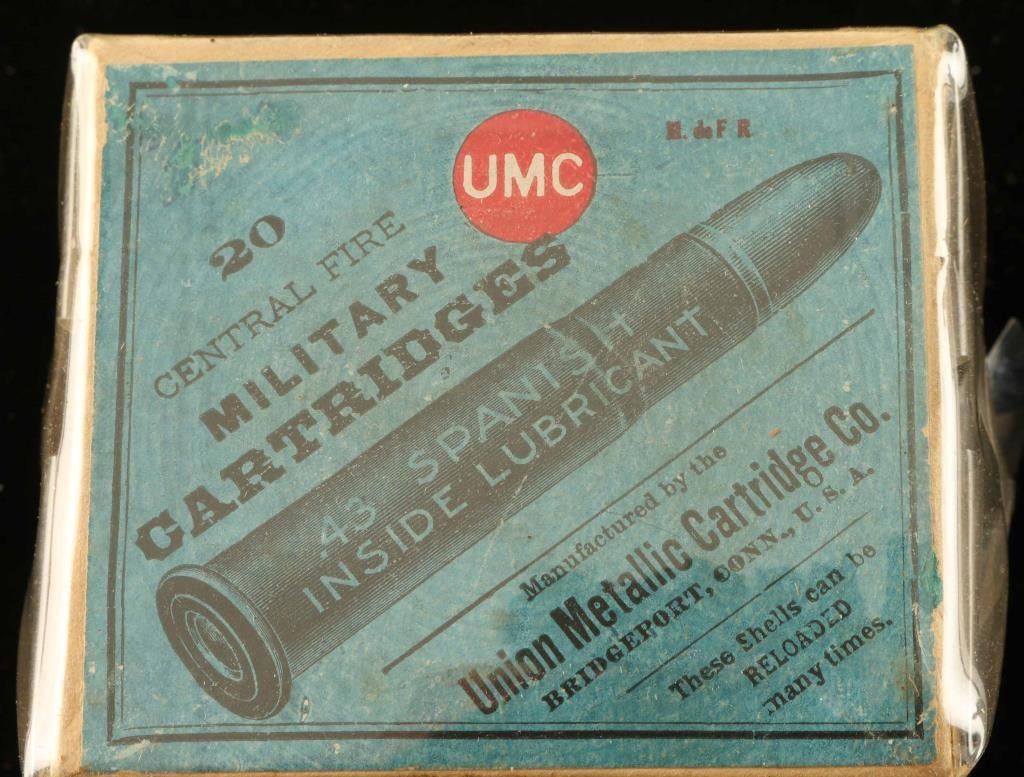 UMC
H. de F R
20
CENTRAL FIRE
MILITARY
CARTRIDGES
.43 SPANISH
INSIDE LUBRICANT
Manufactured by the
Union Metallic Cartridge Co.
BRIDGEPORT, CONN., U. S. A.
These Shells can be
RELOADED
many times.